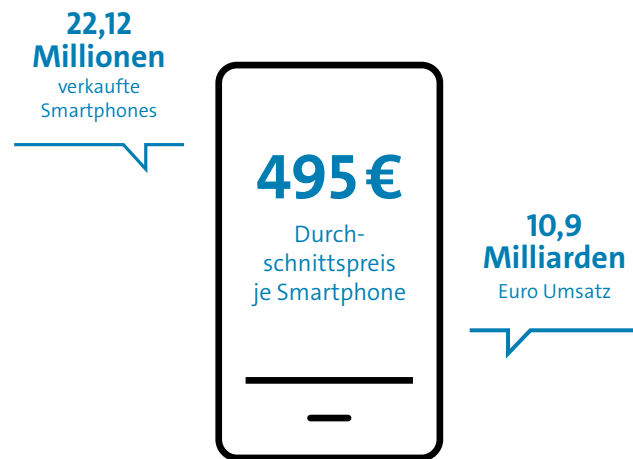 22,12
Millionen
verkaufte
Smartphones
495 €
Durch-
schnittspreis
je Smartphone
10,9
Milliarden
Euro Umsatz